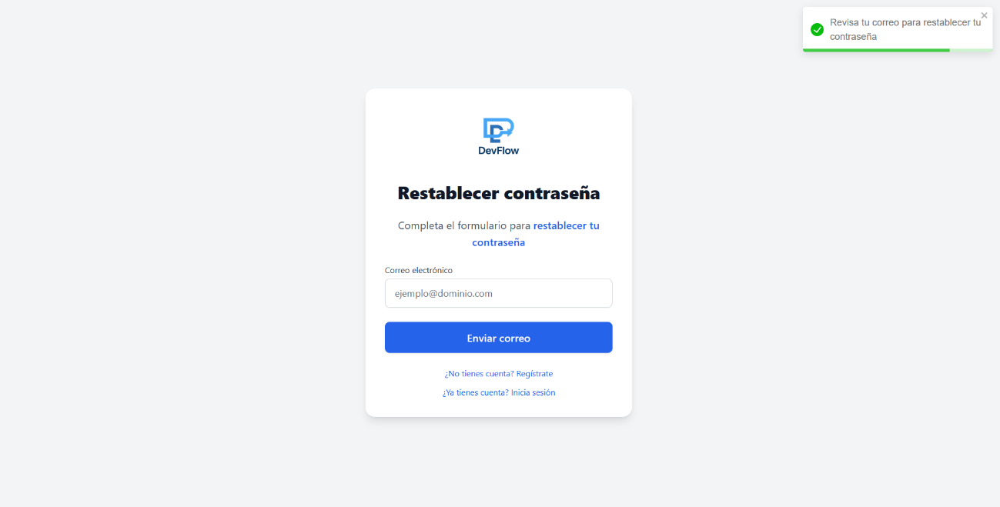 Revisa tu correo para restablecer tu
contraseña
DevFlow
Restablecer contraseña
Completa el formulario para restablecer tu
contraseña
Correo electrónico
ejemplo@dominio.com
Enviar correo
¿No tienes cuenta? Regístrate
¿Ya tienes cuenta? Inicia sesión